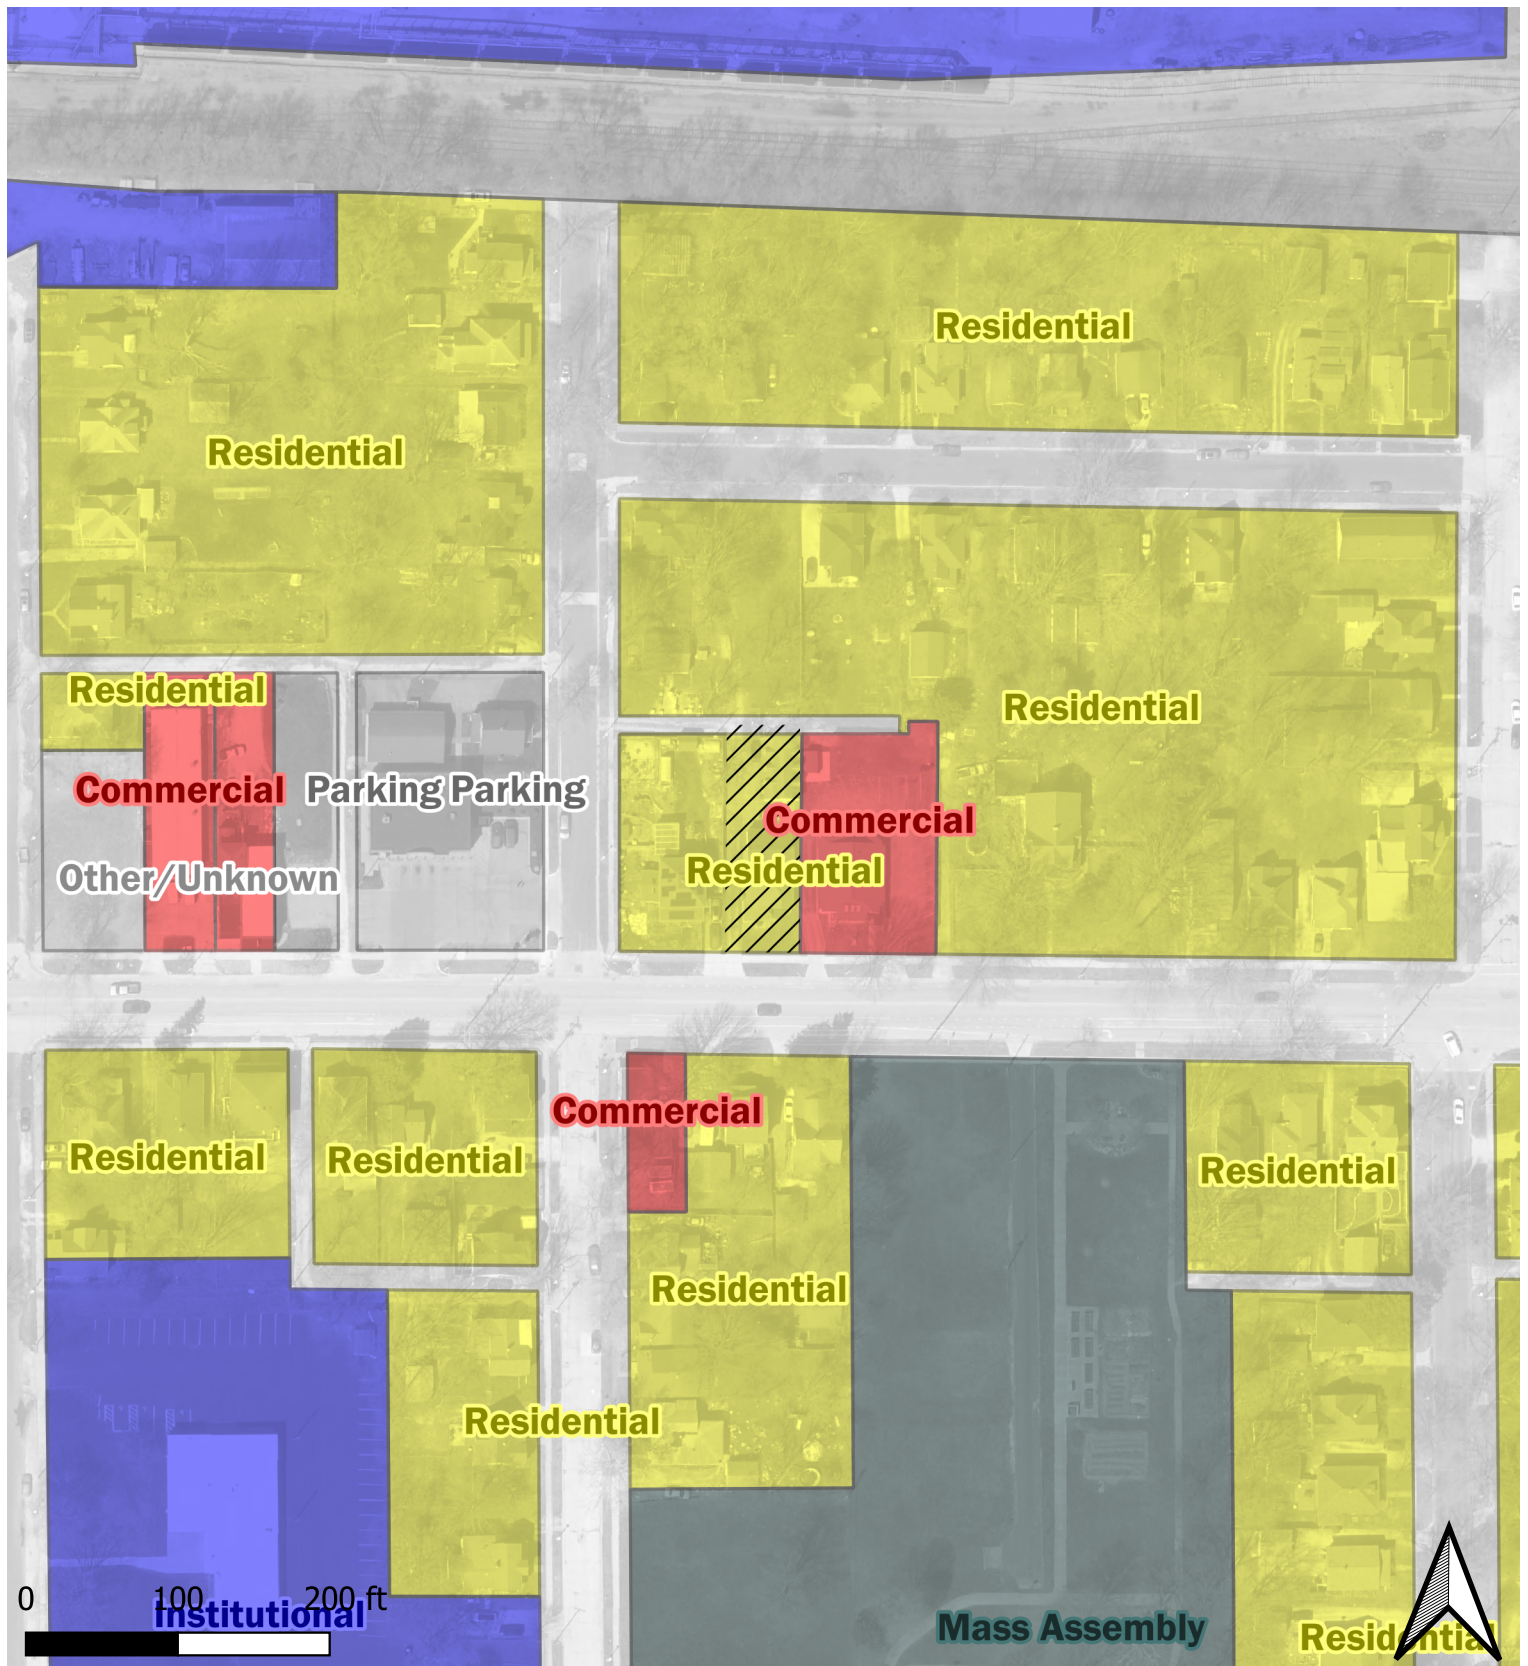 Residential
Residential
Residential
Residential
Commercial
Parking
Parking
Commercial
Residential
Other/Unknown
Commercial
Residential
Residential
Residential
Residential
Residential
0 100 200 ft
Institutional
Mass Assembly
Residential